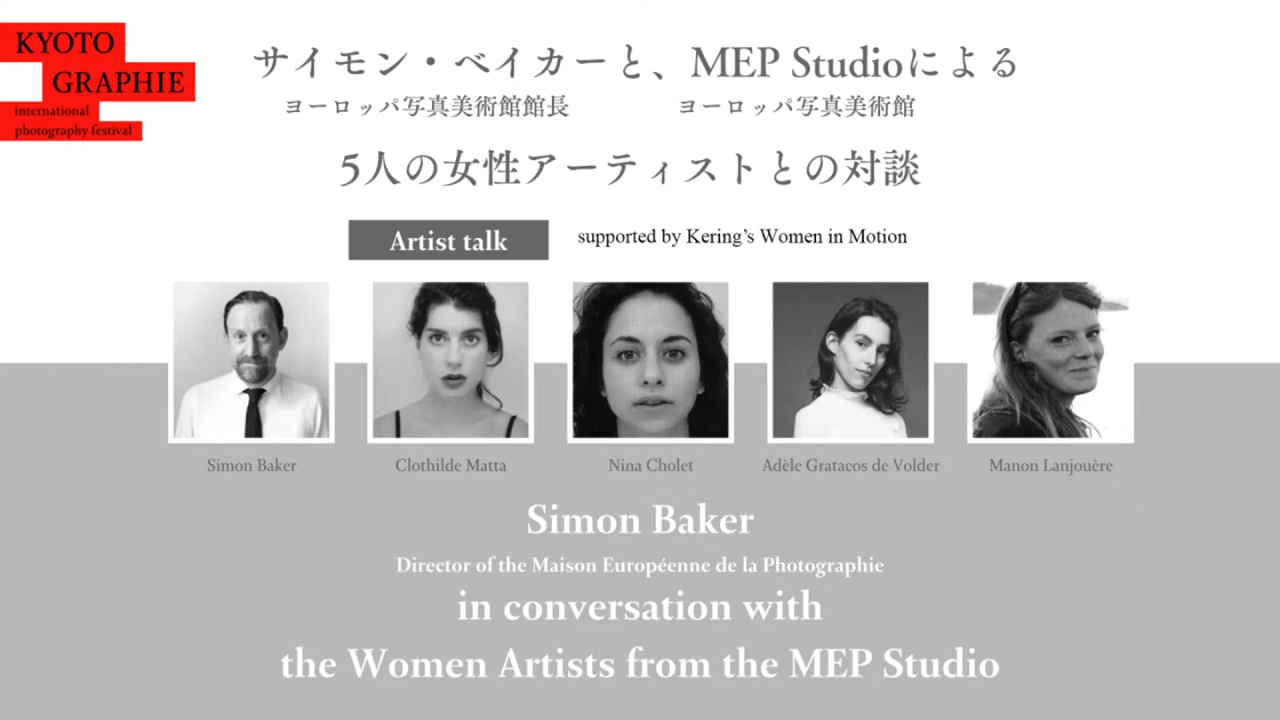 KYOTO
GRAPHIE
international
photography festival
サイモン・ベイカーと、MEP Studioによる
ヨーロッパ写真美術館館長 ヨーロッパ写真美術館
5人の女性アーティストとの対談
Artist talk supported by Kering's Women in Motion
Simon Baker Clothilde Matta Nina Cholet Adèle Gratacos de Volder Manon Lanjouère
Simon Baker
Director of the Maison Européenne de la Photographie
in conversation with
the Women Artists from the MEP Studio